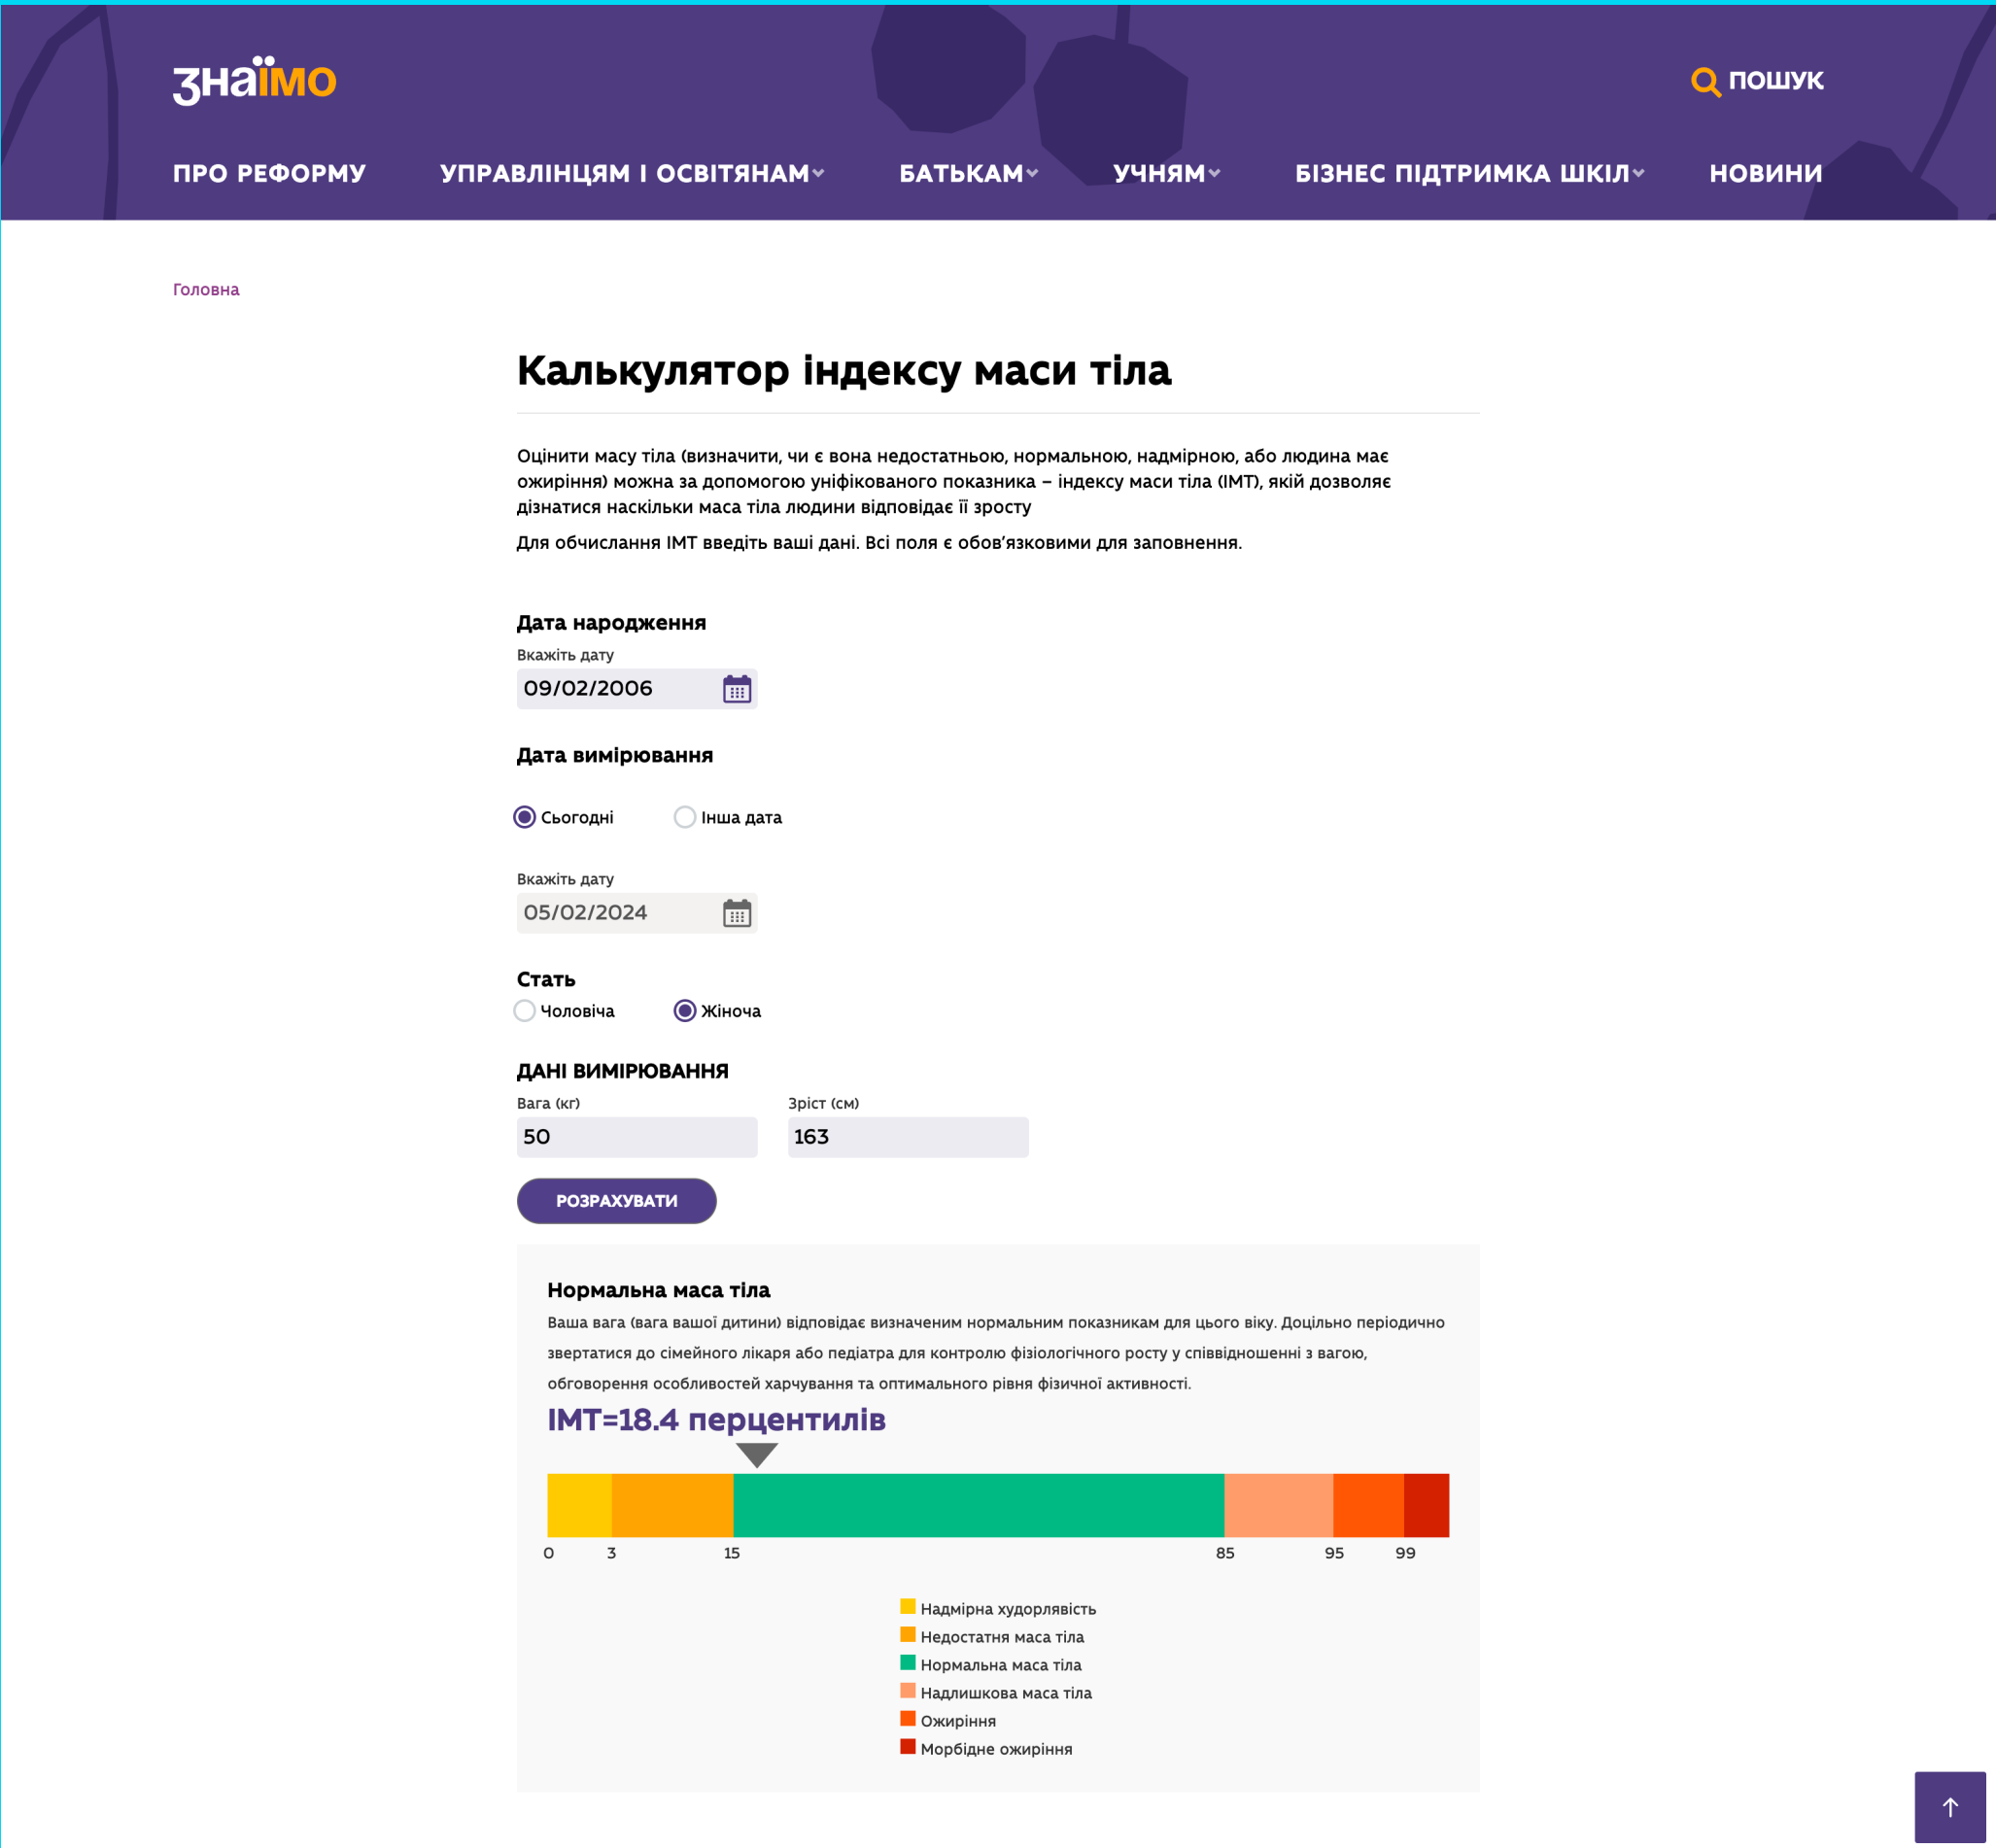 знаїмо
ПОШУК
ПРО РЕФОРМУ УПРАВЛІНЦЯМ І ОСВІТЯНАМ БАТЬКАМ УЧНЯМ БІЗНЕС ПІДТРИМКА ШКІЛ НОВИНИ
Головна
Калькулятор індексу маси тіла
Оцінити масу тіла (визначити, чи є вона недостатньою, нормальною, надмірною, або людина має
ожиріння) можна за допомогою уніфікованого показника – індексу маси тіла (ІМТ), якій дозволяє
дізнатися наскільки маса тіла людини відповідає її зросту
Для обчислання ІМТ введіть ваші дані. Всі поля є обов’язковими для заповнення.
Дата народження
Вкажіть дату
09/02/2006
Дата вимірювання
Сьогодні Інша дата
Вкажіть дату
05/02/2024
Стать
Чоловіча Жіноча
ДАНІ ВИМІРЮВАННЯ
Вага (кг) Зріст (см)
50 163
РОЗРАХУВАТИ
Нормальна маса тіла
Ваша вага (вага вашої дитини) відповідає визначеним нормальним показникам для цього віку. Доцільно періодично
звертатися до сімейного лікаря або педіатра для контролю фізіологічного росту у співвідношенні з вагою,
обговорення особливостей харчування та оптимального рівня фізичної активності.
ІМТ=18.4 перцентилів
0 3 15 85 95 99
Надмірна худорлявість
Недостатня маса тіла
Нормальна маса тіла
Надлишкова маса тіла
Ожиріння
Морбідне ожиріння